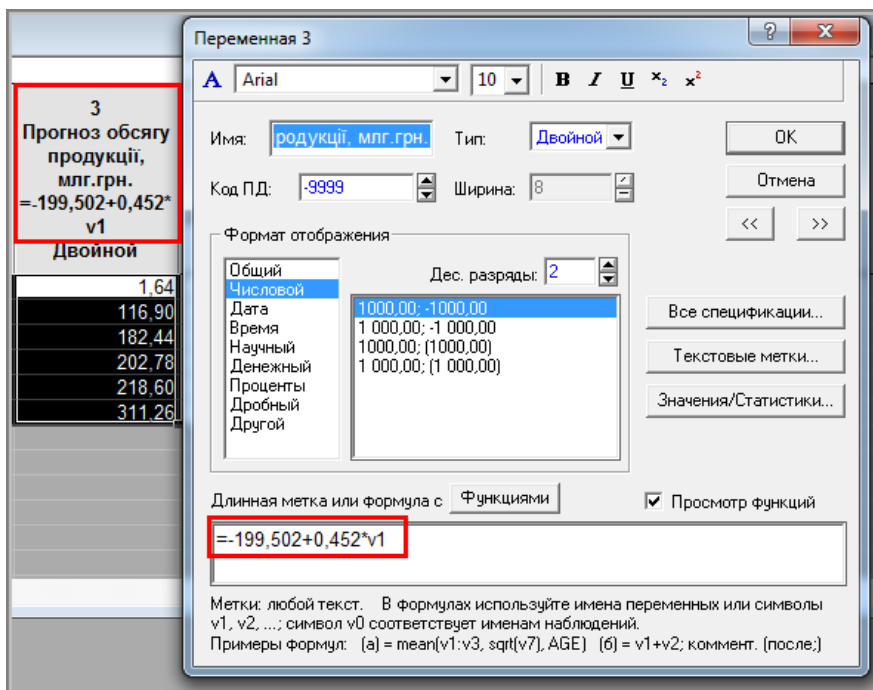 Переменная 3
A Arial 10 B I U x₂ x²
3
Прогноз обсягу
продукції,
млг.грн.
=-199,502+0,452*
v1
Двойной
1,64
116,90
182,44
202,78
218,60
311,26
Имя: родукції, млг.грн. Тип: Двойной OK
Код ПД: -9999 Ширина: 8 Отмена
<< >>
Формат отображения
Общий
Числовой
Дата
Время
Научный
Денежный
Проценты
Дробный
Другой
Дес. разряды: 2
1000,00; -1000,00
1 000,00; -1 000,00
1000,00; (1000,00)
1 000,00; (1 000,00)
Все спецификации...
Текстовые метки...
Значения/Статистики...
Длинная метка или формула с Функциями Просмотр функций
=-199,502+0,452*v1
Метки: любой текст. В формулах используйте имена переменных или символы
v1, v2, ...; символ v0 соответствует именам наблюдений.
Примеры формул: (а) = mean(v1:v3, sqrt(v7), AGE) (б) = v1+v2; коммент. (после;)